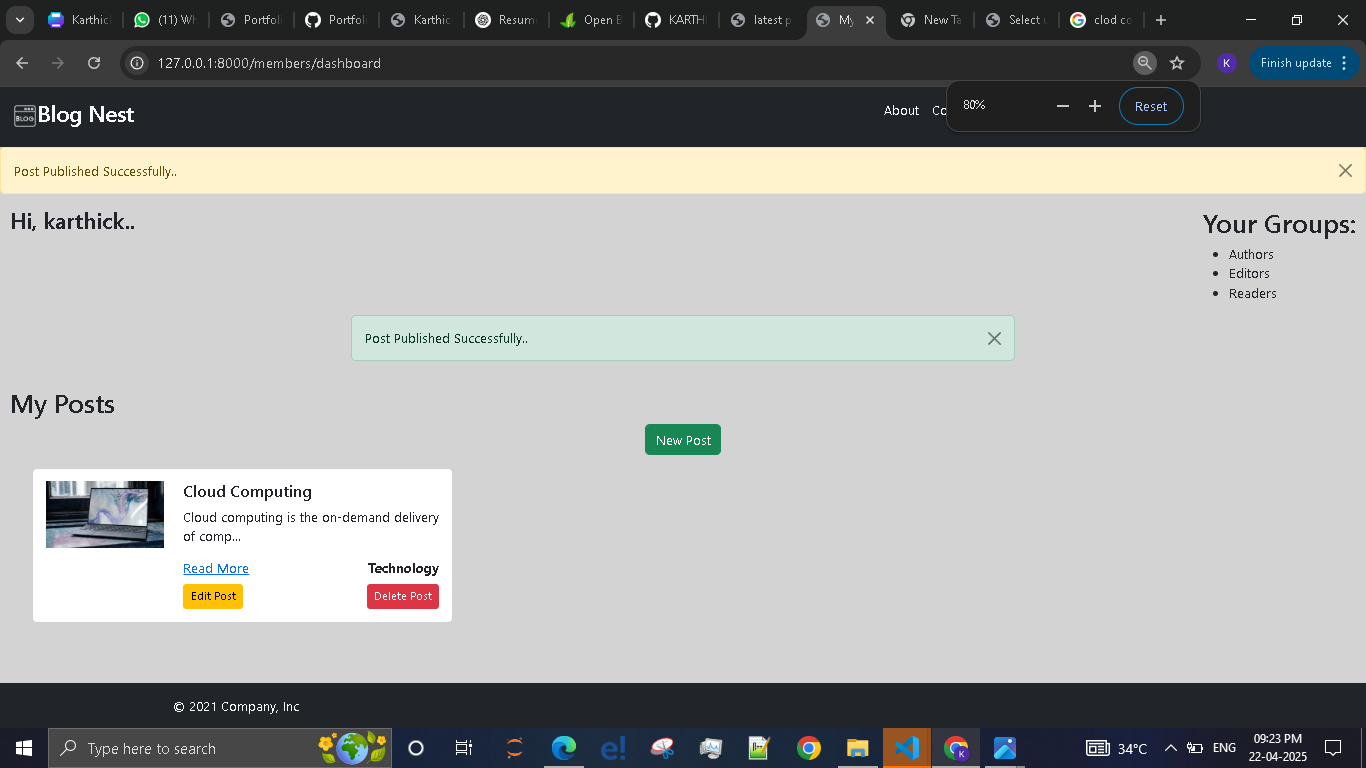 Karthic
(11) Wh
Portfoli
Portfoli
Karthic
Resum
Open E
KARTHI
latest p
My
New Ta
Select u
clod co
127.0.0.1:8000/members/dashboard
K
Finish update
80%
Reset
BLOG
Blog Nest
About
Co
Post Published Successfully..
Hi, karthick..
Your Groups:
Authors
Editors
Readers
Post Published Successfully..
My Posts
New Post
Cloud Computing
Cloud computing is the on-demand delivery
of comp...
Read More
Technology
Edit Post
Delete Post
© 2021 Company, Inc
Type here to search
34°C
ENG
09:23 PM
22-04-2025